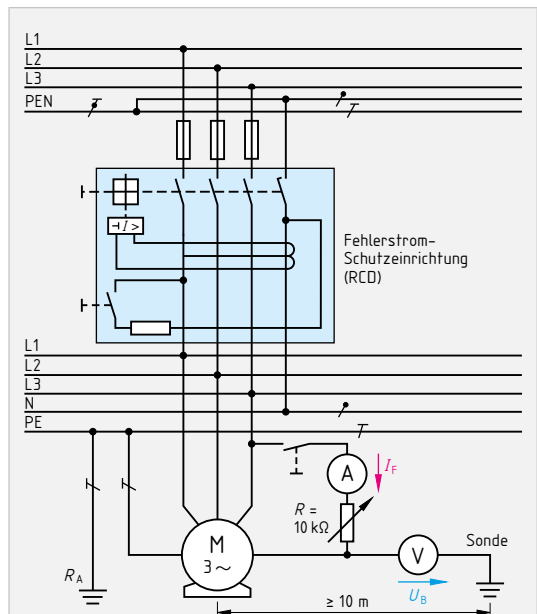 L1
L2
L3
PEN
I >
Fehlerstrom-
Schutzeinrichtung
(RCD)
L1
L2
L3
N
PE
A
I_F
R =
10 kΩ
M
3 ~
V
Sonde
R_A
U_B
≥ 10 m